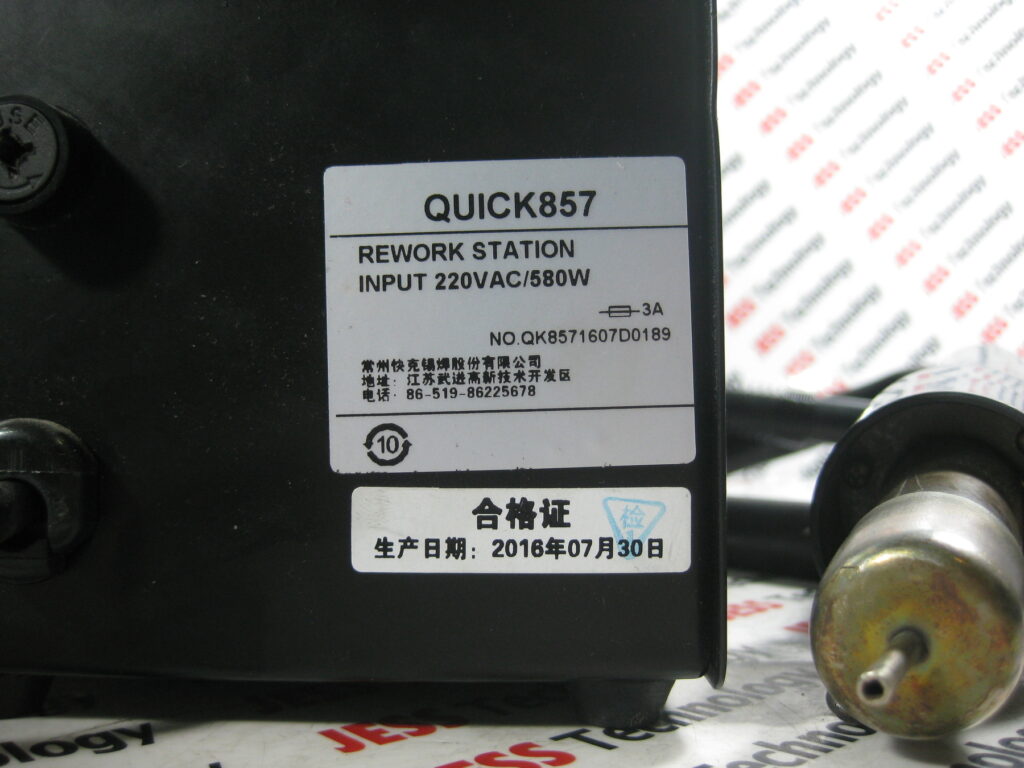 QUICK857
REWORK STATION
INPUT 220VAC/580W
3A
NO.QK8571607D0189
常州快克锡焊股份有限公司
地址：江苏武进高新技术开发区
电话：86-519-86225678
10
合格证
检
生产日期：2016年07月30日
JESS Technology